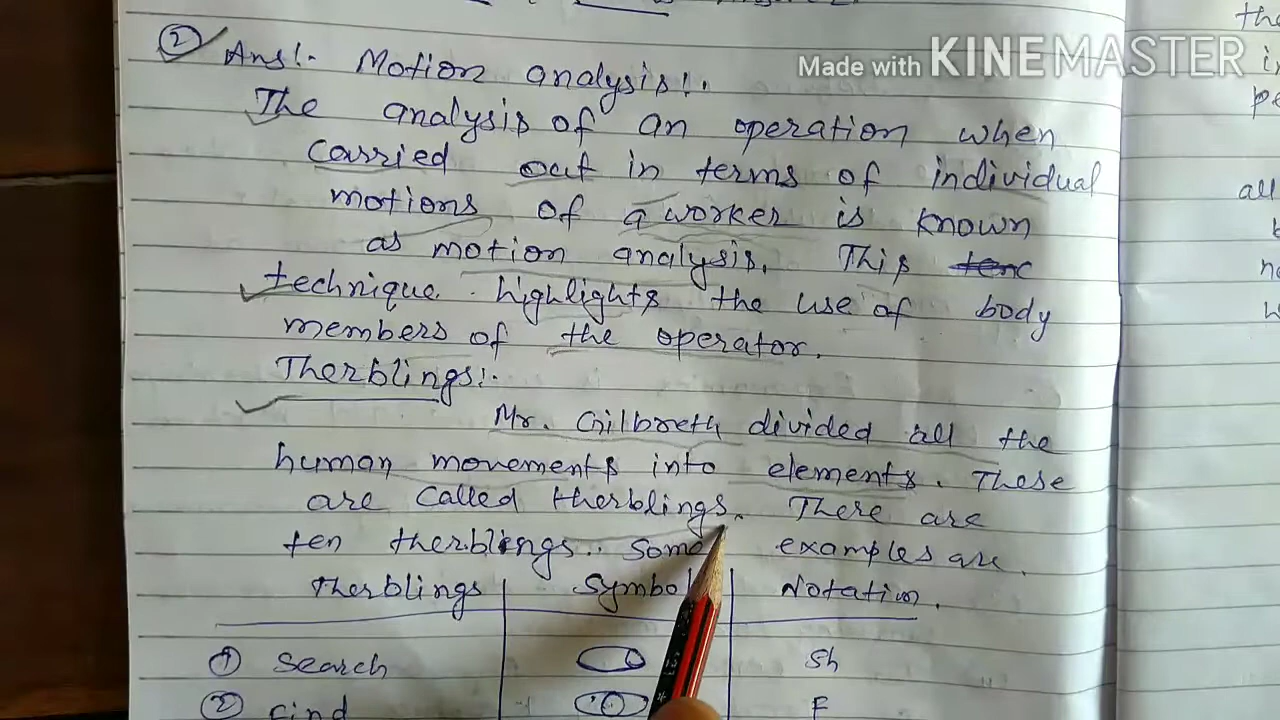 ② Ans:- Motion analysis:-
Made with KINEMASTER
The analysis of an operation when
carried out in terms of individual
motions of a worker is known
as motion analysis. This
technique highlights the use of body
members of the operator.
Therblings:-
Mr. Gilbreth divided all the
human movements into elements. These
are called therblings. There are
ten therblings.. Some examples are.
Therblings Symbol Notation.
① Search Sh
② Find F
the
all